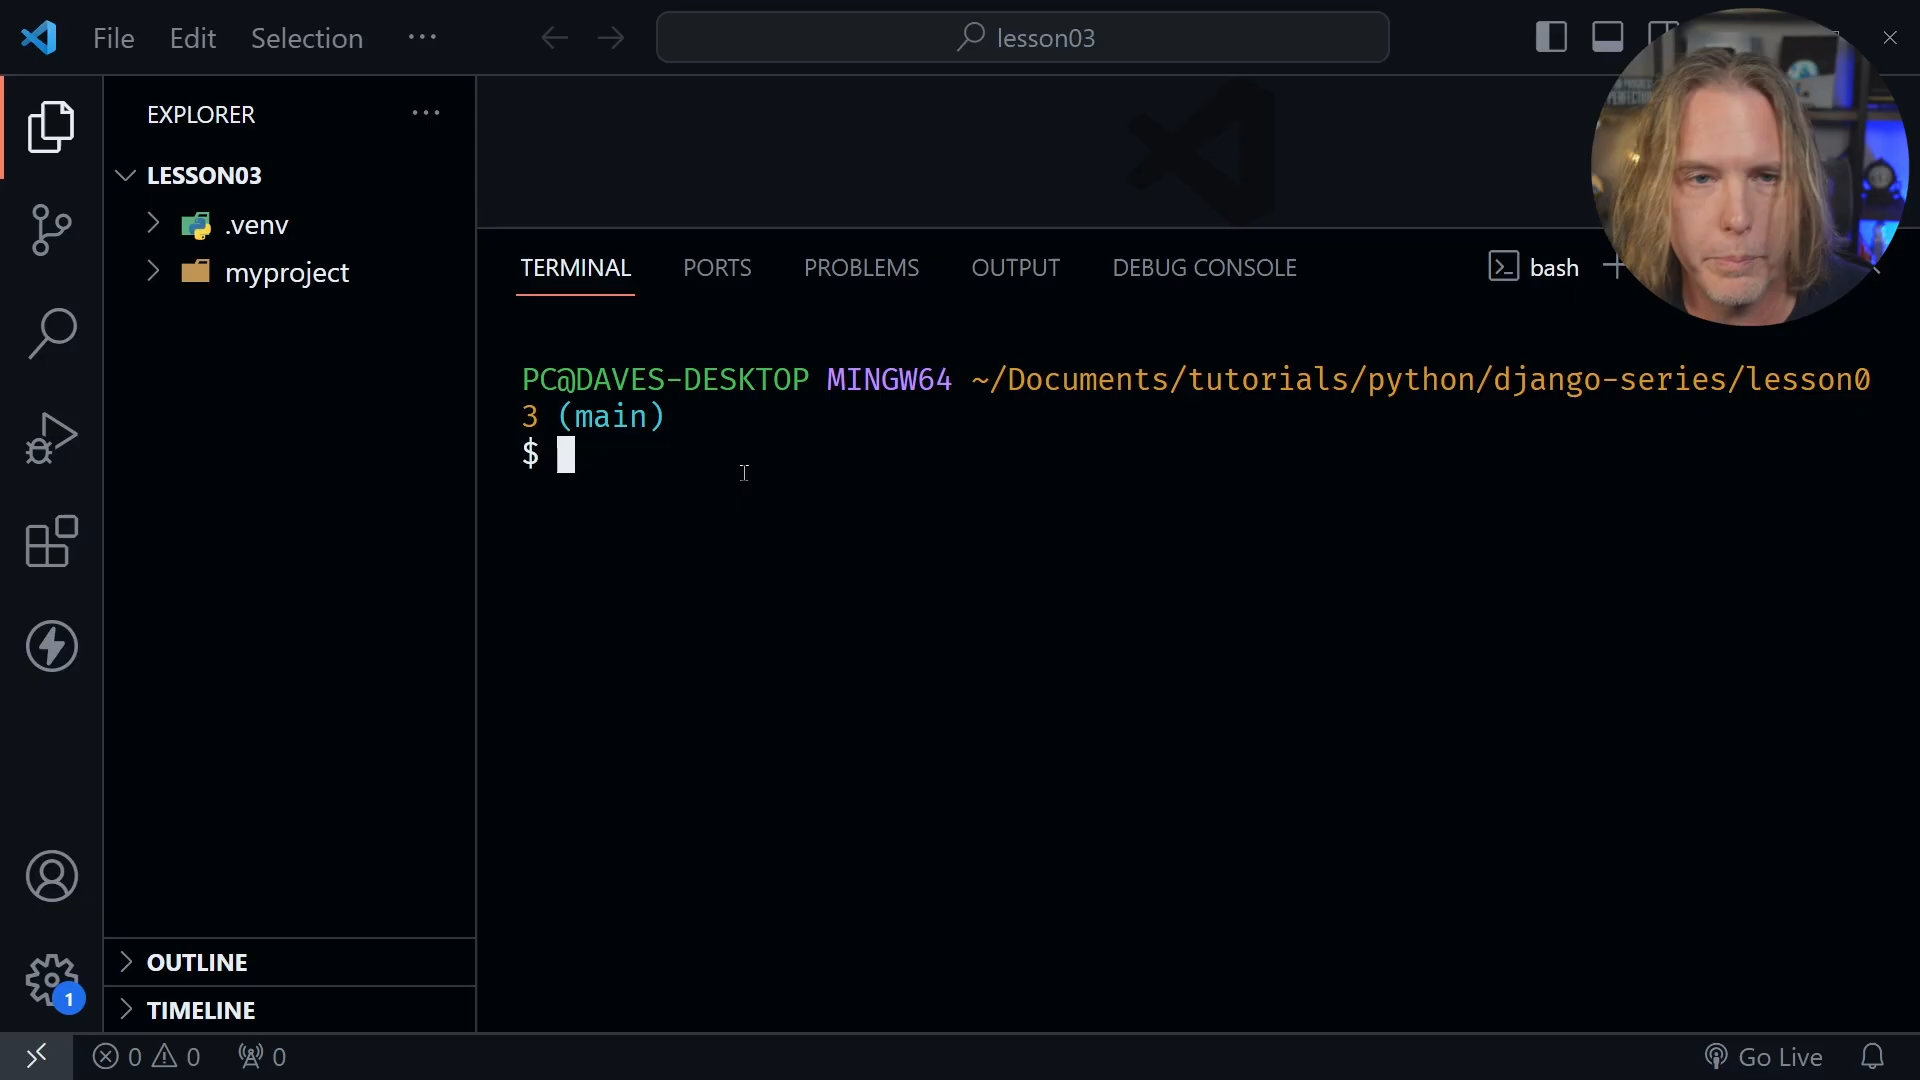 File Edit Selection ...
lesson03
EXPLORER ...
LESSON03
.venv
myproject
TERMINAL PORTS PROBLEMS OUTPUT DEBUG CONSOLE
bash
PC@DAVES-DESKTOP MINGW64 ~/Documents/tutorials/python/django-series/lesson0
3 (main)
$
OUTLINE
TIMELINE
1
0 0 0
Go Live